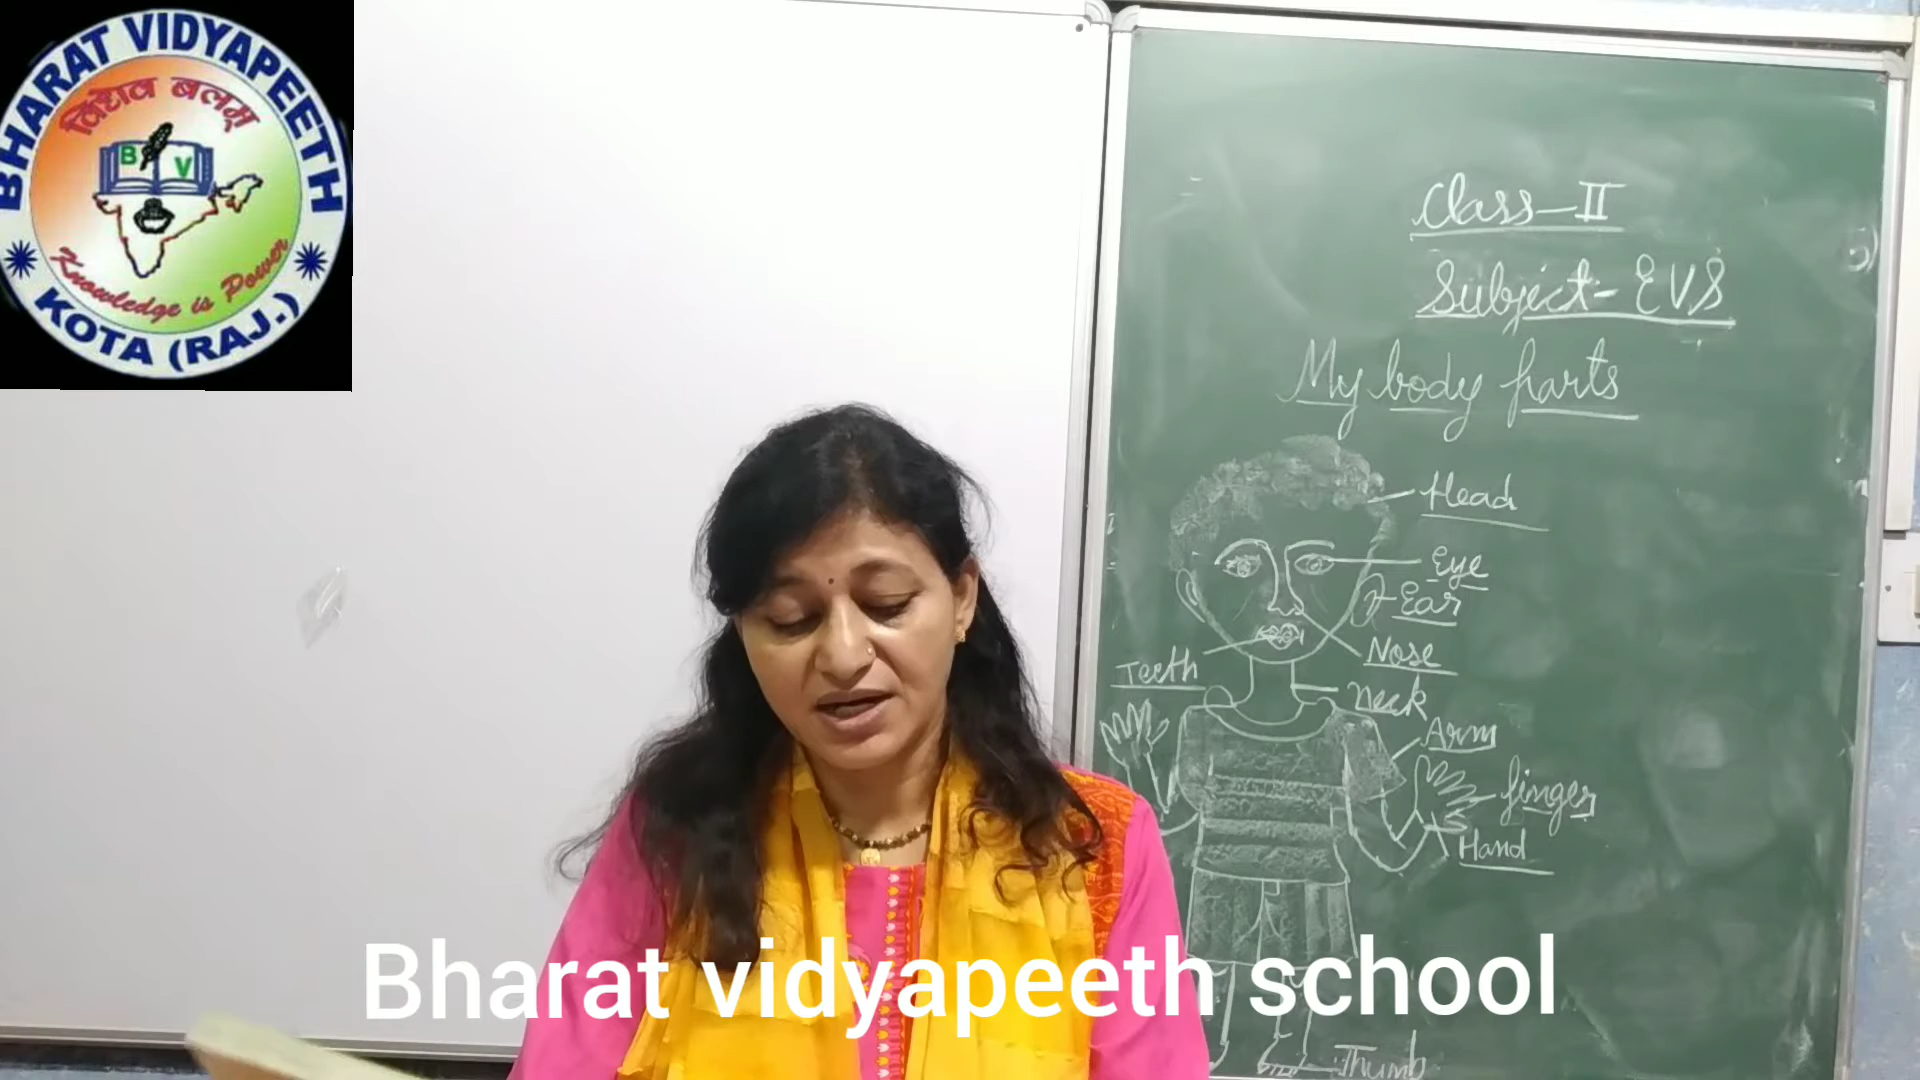 BHARAT VIDYAPEETH
विद्यैव बलम्
B V
Knowledge is Power
KOTA (RAJ.)
Class-II
Subject-EVS
My body parts
Head
Eye
Ear
Nose
Teeth
neck
Arm
finger
Hand
Bharat vidyapeeth school
Thumb